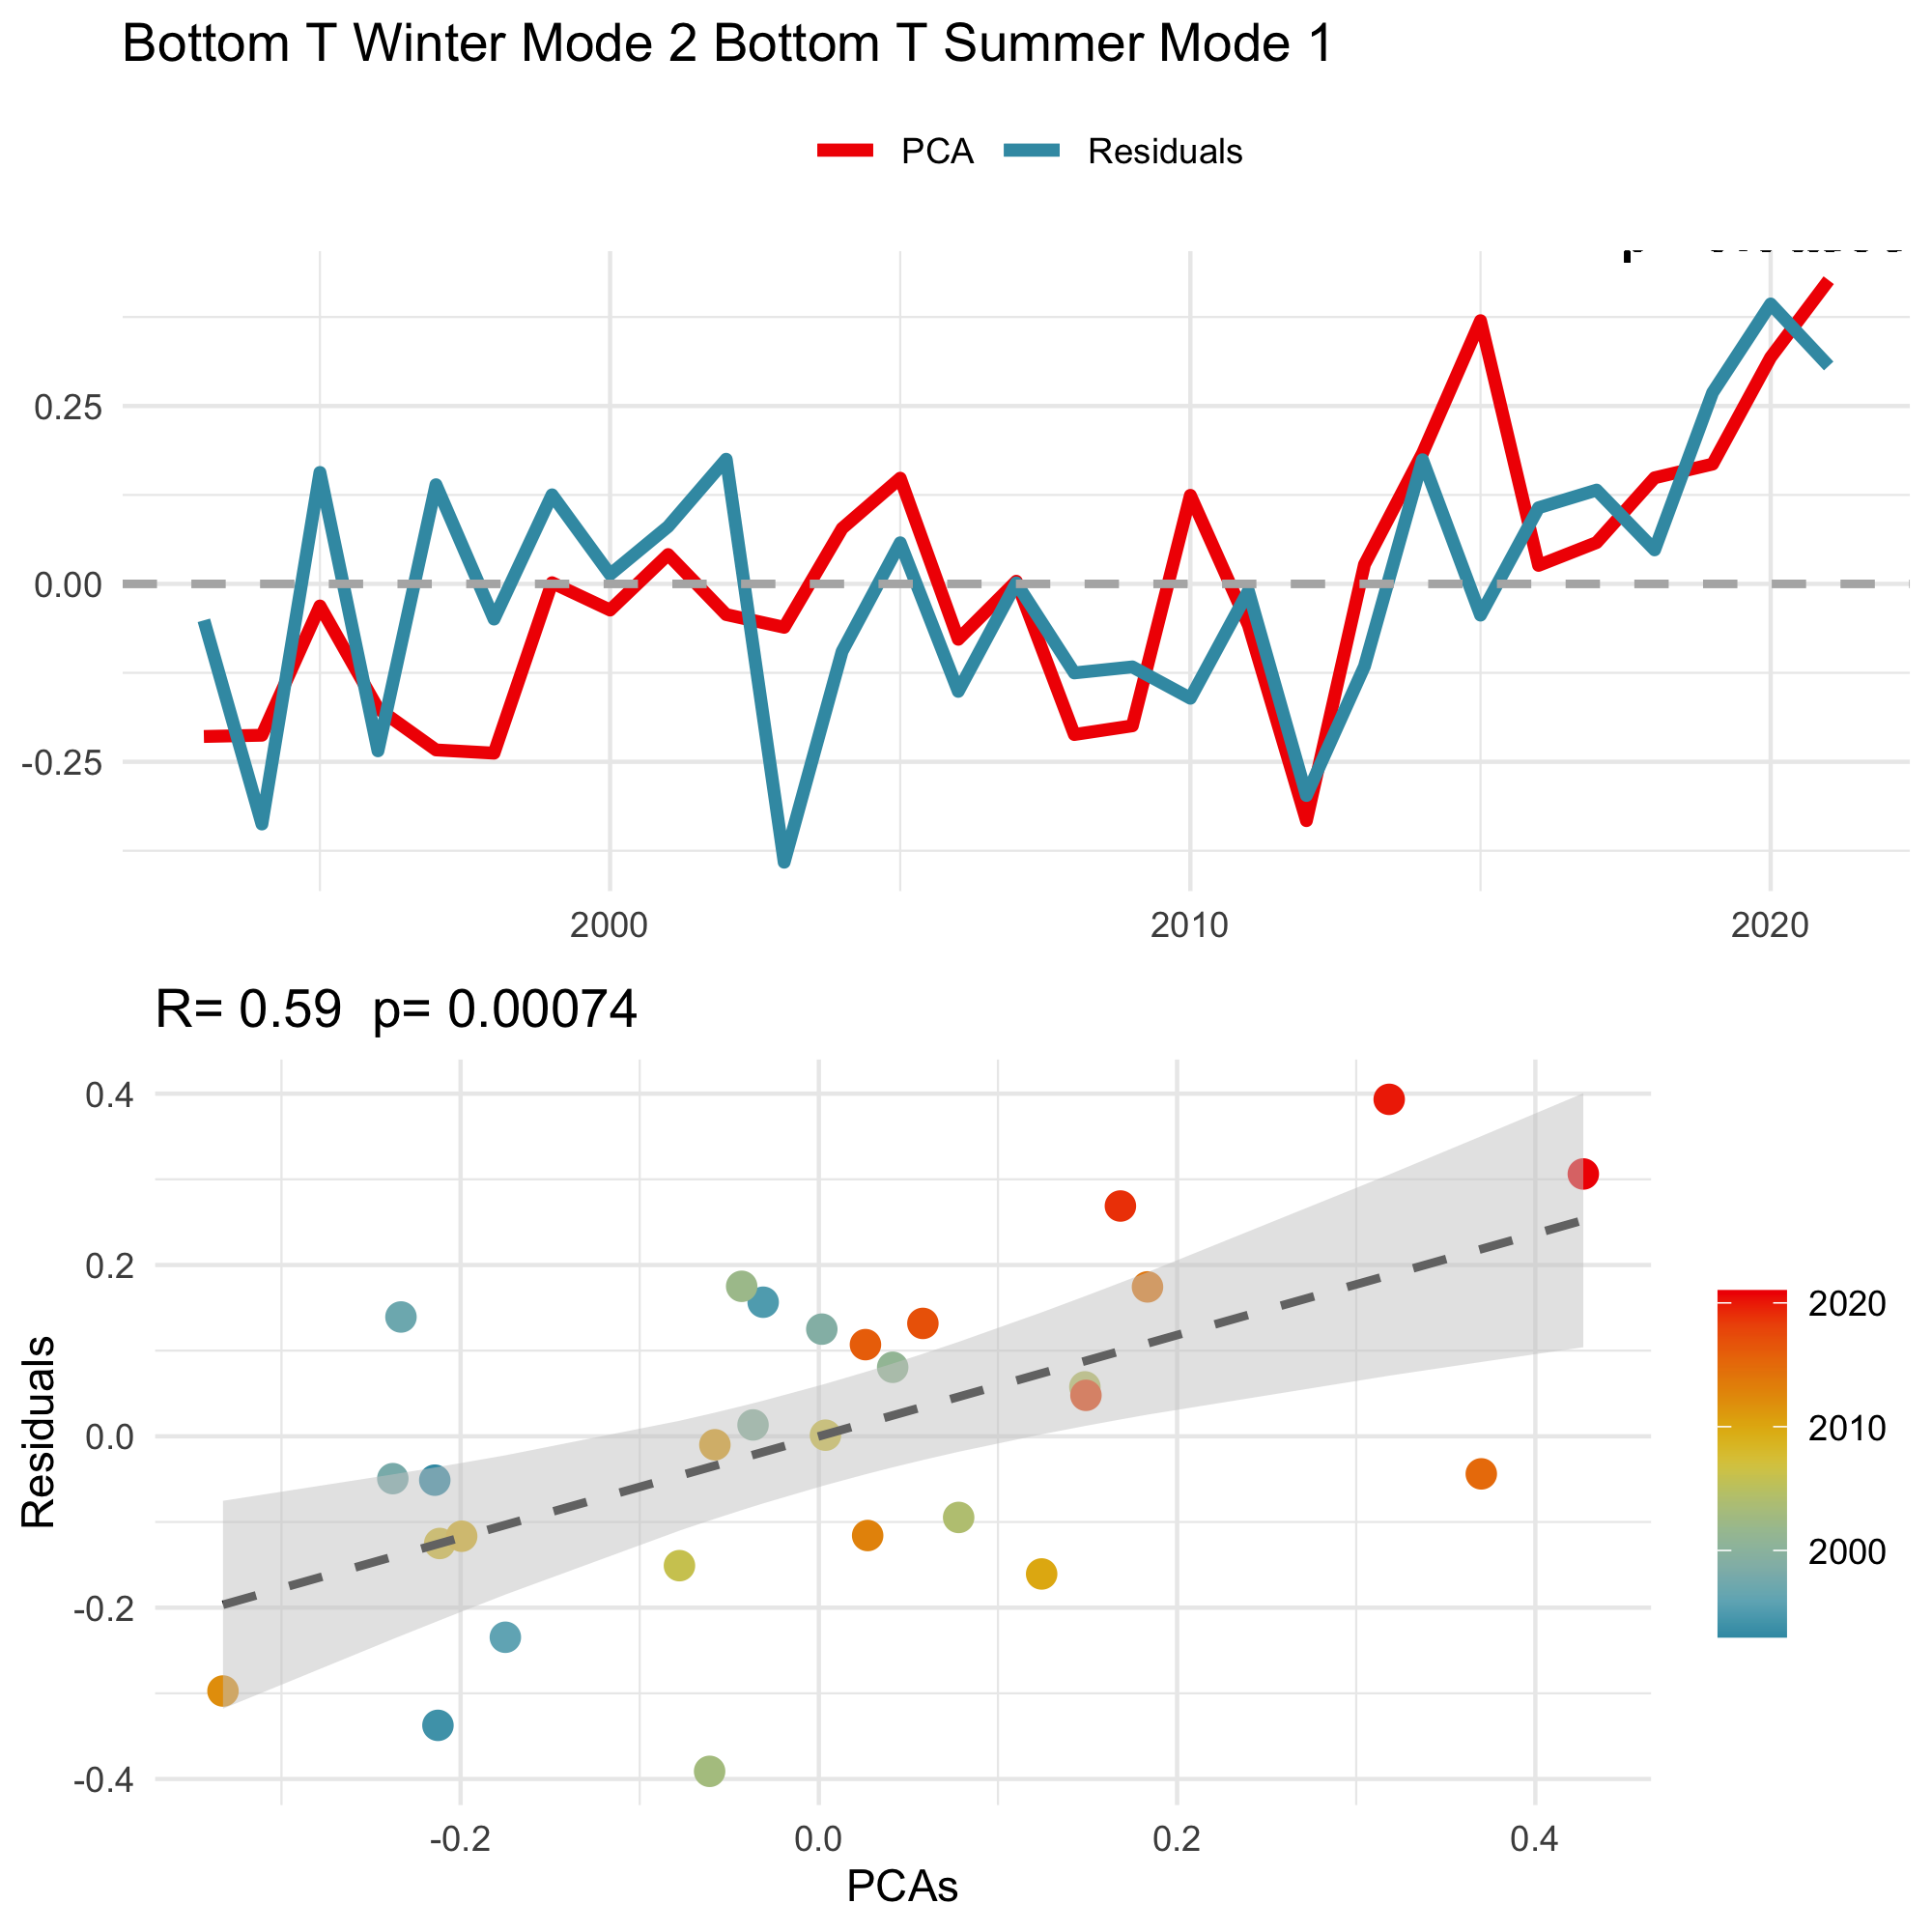 Bottom T Winter Mode 2 Bottom T Summer Mode 1
PCA Residuals
0.25
0.00
-0.25
2000 2010 2020
R= 0.59 p= 0.00074
0.4
0.2
0.0
-0.2
-0.4
Residuals
-0.2 0.0 0.2 0.4
PCAs
2020
2010
2000